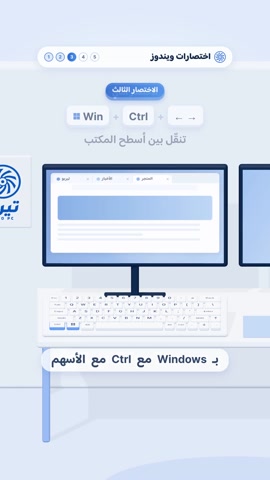 اختصارات ويندوز
1 2 3 4 5
الاختصار الثالث
Win + Ctrl + ← →
تنقّل بين أسطح المكتب
بـ Windows مع Ctrl مع الأسهم